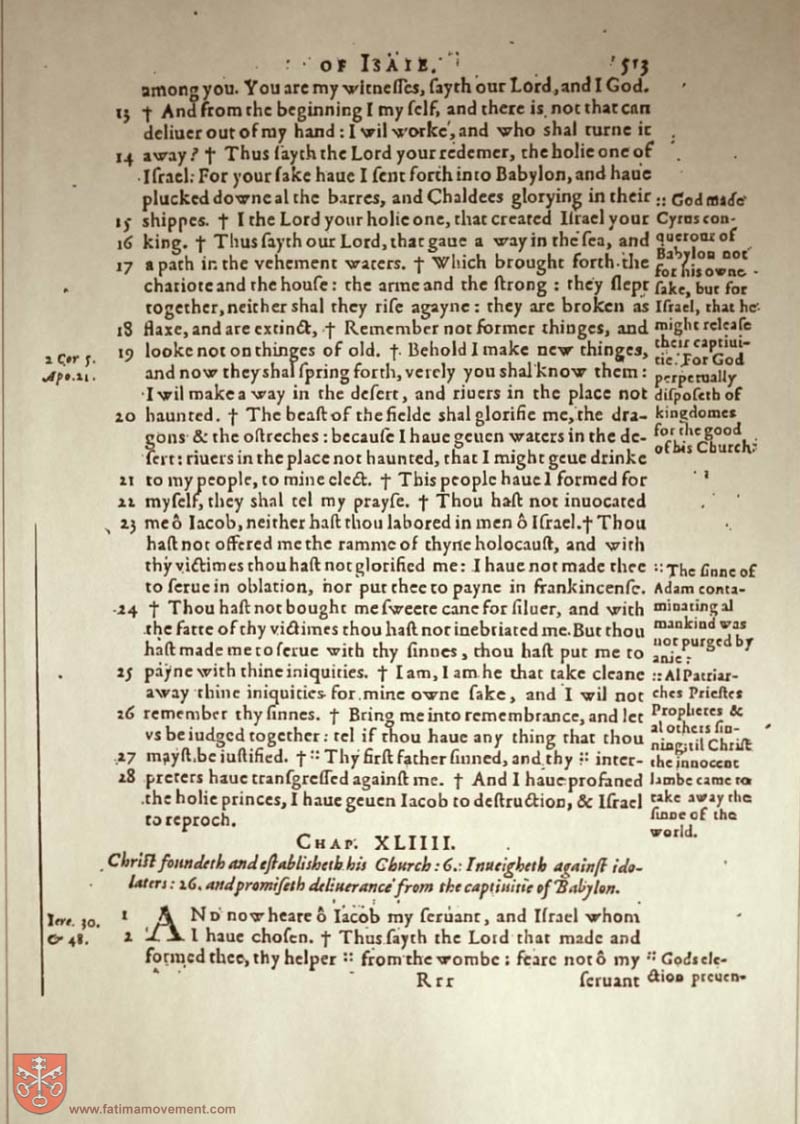 OF ISAIE. 513
among you. You are my witneſſes, ſayth our Lord, and I God.
13 † And from the beginning I my ſelf, and there is not that can
deliuer out of my hand: I wil worke, and who shal turne it
14 away? † Thus ſayth the Lord your redemer, the holie one of
Iſrael: For your ſake haue I ſent forth into Babylon, and haue
plucked downe al the barres, and Chaldees glorying in their
15 shippes. † I the Lord your holie one, that created Iſrael your
16 king. † Thus ſayth our Lord, that gaue a way in the ſea, and
17 a path in the vehement waters. † Which brought forth the
chariote and the houſe: the arme and the ſtrong: they ſlept
together, neither shal they riſe agayne: they are broken as
18 flaxe, and are extinct, † Remember not former thinges, and
19 looke not on thinges of old. † Behold I make new thinges,
and now they shal ſpring forth, verely you shal know them:
I wil make a way in the deſert, and riuers in the place not
20 haunted. † The beaſt of the fielde shal glorifie me, the dra-
gons & the oſtreches: becauſe I haue geuen waters in the de-
ſert: riuers in the place not haunted, that I might geue drinke
21 to my people, to mine elect. † This people haue I formed for
22 myſelf, they shal tel my prayſe. † Thou haſt not inuocated
23 me ô Iacob, neither haſt thou labored in men ô Iſrael. † Thou
haſt not offered me the ramme of thyne holocauſt, and with
thy victimes thou haſt not glorified me: I haue not made thee
to ſerue in oblation, nor put thee to payne in frankincenſe.
24 † Thou haſt not bought me ſweete cane for ſiluer, and with
the fatte of thy victimes thou haſt not inebriated me. But thou
haſt made me to ſerue with thy ſinnes, thou haſt put me to
25 payne with thine iniquities. † I am, I am he that take cleane
away thine iniquities for mine owne ſake, and I wil not
26 remember thy ſinnes. † Bring me into remembrance, and let
vs be iudged together: tel if thou haue any thing that thou
27 mayſt be iuſtified. † :: Thy firſt father ſinned, and thy :: inter-
28 preters haue tranſgreſſed againſt me. † And I haue profaned
the holie princes, I haue geuen Iacob to deſtruction, & Iſrael
to reproch.
2 Cor 5.
Apo. 21.
:: God made
Cyrus con-
querour of
Babylon not
for his owne
ſake, but for
Iſrael, that he
might releaſe
their captiui-
tie. For God
perpetually
diſpoſeth of
kingdomes
for the good
of his Church.
:: The ſinne of
Adam conta-
minating al
mankind was
not purged by
anie:
:: Al Patriar-
ches Prieſtes
Prophetes &
al others ſin-
ning til Chriſt
the innocent
lambe came to
take away the
ſinne of the
world.
CHAP. XLIIII.
Chriſt foundeth and eſtablisheth his Church: 6. Inueigheth againſt ido-
laters: 26. and promiſeth deliuerance from the captiuitie of Babylon.
Iere. 30.
& 48.
1 AND now heare ô Iacob my ſeruant, and Iſrael whom
2 I haue choſen. † Thus ſayth the Lord that made and
formed thee, thy helper :: from the wombe: feare not ô my
:: Gods ele-
ction preuen-
Rrr ſeruant
www.fatimamovement.com